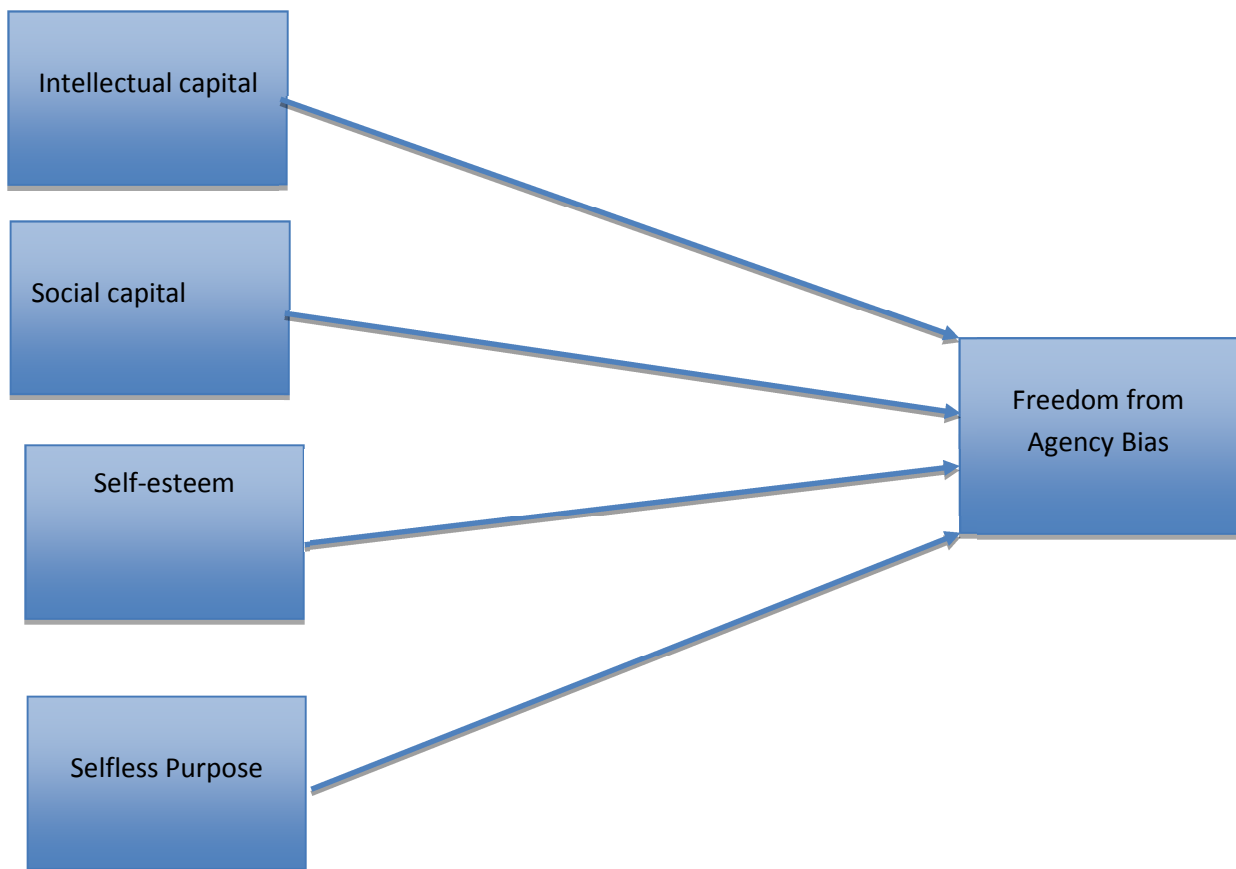 Intellectual capital
Social capital
Self-esteem
Selfless Purpose
Freedom from
Agency Bias